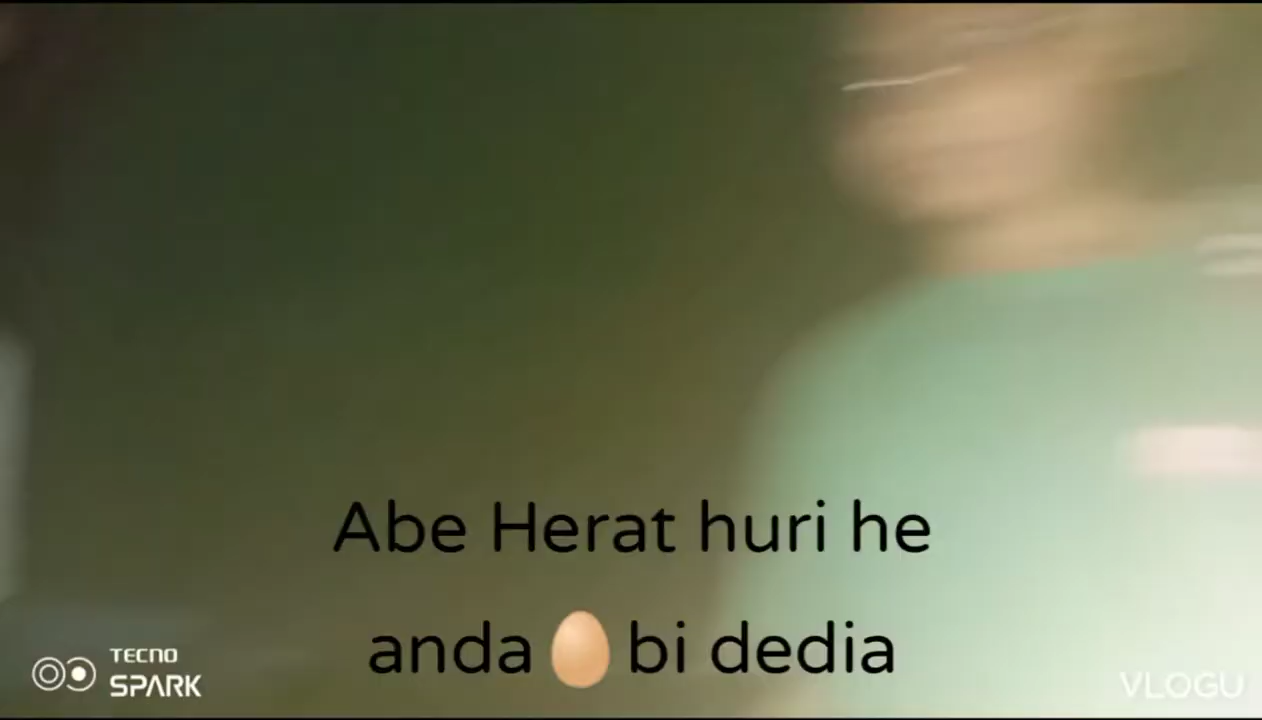 Abe Herat huri he
anda 🥚 bi dedia
TECNO
SPARK
VLOGU